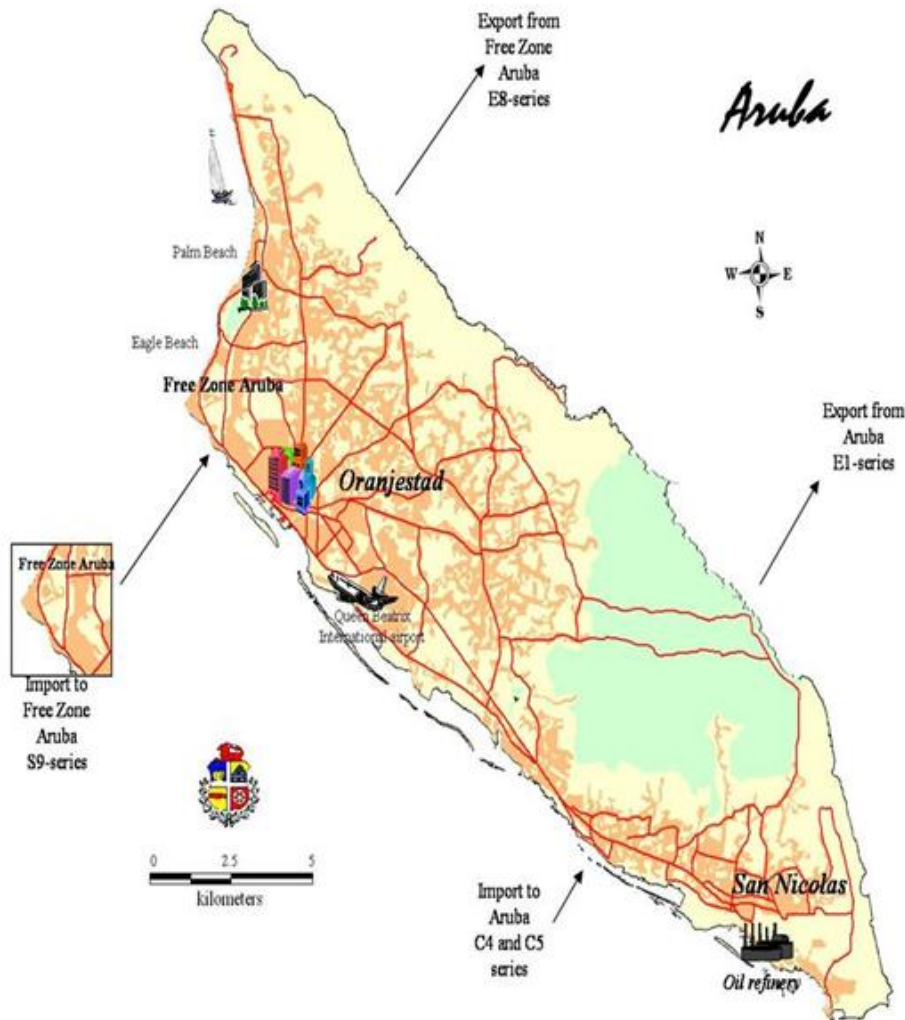 Export from
Free Zone
Aruba
E8-series
Aruba
N
W E
S
Palm Beach
Eagle Beach
Free Zone Aruba
Export from
Aruba
E1-series
Oranjestad
Free Zone Aruba
Queen Beatrix
International airport
Import to
Free Zone
Aruba
S9-series
0 2.5 5
kilometers
San Nicolas
Import to
Aruba
C4 and C5
series
Oil refinery